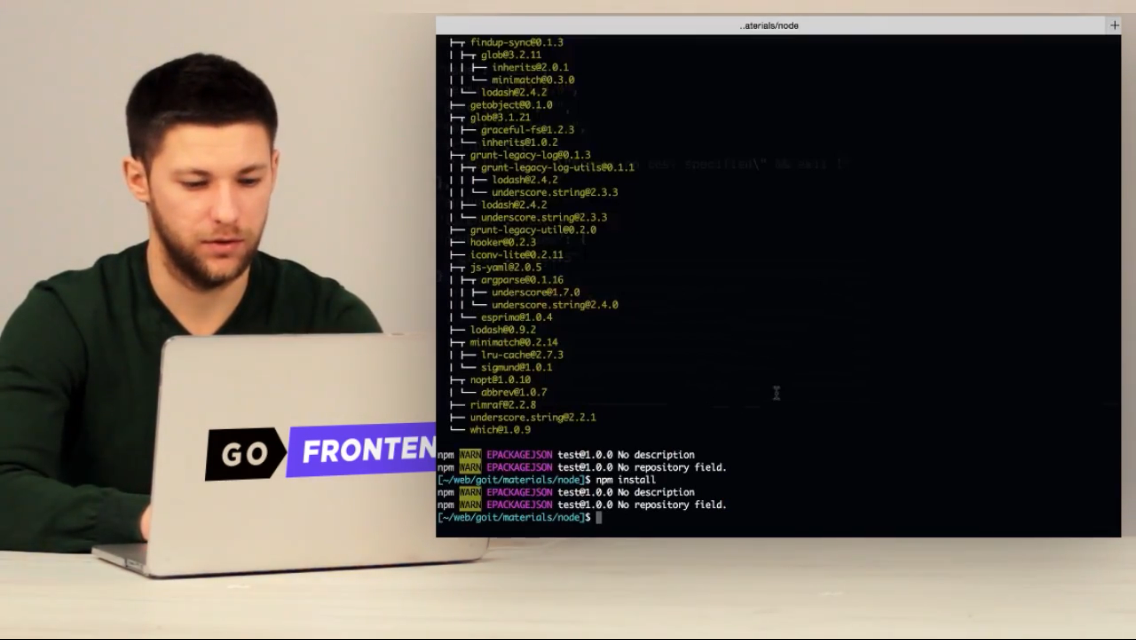 ..aterials/node
+
├─┬ findup-sync@0.1.3
│ ├─┬ glob@3.2.11
│ │ ├── inherits@2.0.1
│ │ └── minimatch@0.3.0
│ └── lodash@2.4.2
├── getobject@0.1.0
├─┬ glob@3.1.21
│ ├── graceful-fs@1.2.3
│ └── inherits@1.0.2
├─┬ grunt-legacy-log@0.1.3
│ ├─┬ grunt-legacy-log-utils@0.1.1
│ │ ├── lodash@2.4.2
│ │ └── underscore.string@2.3.3
│ ├── lodash@2.4.2
│ └── underscore.string@2.3.3
├── grunt-legacy-util@0.2.0
├── hooker@0.2.3
├── iconv-lite@0.2.11
├─┬ js-yaml@2.0.5
│ ├─┬ argparse@0.1.16
│ │ ├── underscore@1.7.0
│ │ └── underscore.string@2.4.0
│ └── esprima@1.0.4
├── lodash@0.9.2
├─┬ minimatch@0.2.14
│ ├── lru-cache@2.7.3
│ └── sigmund@1.0.1
├─┬ nopt@1.0.10
│ └── abbrev@1.0.7
├── rimraf@2.2.8
├── underscore.string@2.2.1
└── which@1.0.9
npm WARN EPACKAGEJSON test@1.0.0 No description
npm WARN EPACKAGEJSON test@1.0.0 No repository field.
[~/web/goit/materials/node]$ npm install
npm WARN EPACKAGEJSON test@1.0.0 No description
npm WARN EPACKAGEJSON test@1.0.0 No repository field.
[~/web/goit/materials/node]$
GO FRONTEN